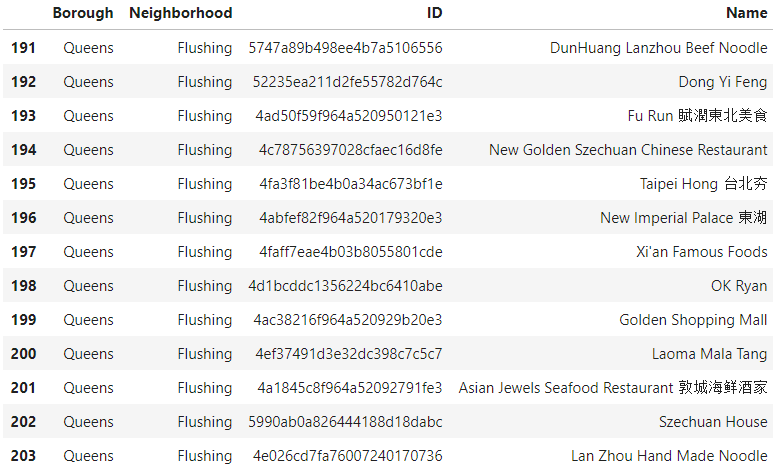 Borough Neighborhood ID Name
191 Queens Flushing 5747a89b498ee4b7a5106556 DunHuang Lanzhou Beef Noodle
192 Queens Flushing 52235ea211d2fe55782d764c Dong Yi Feng
193 Queens Flushing 4ad50f59f964a520950121e3 Fu Run 賦潤東北美食
194 Queens Flushing 4c78756397028cfaec16d8fe New Golden Szechuan Chinese Restaurant
195 Queens Flushing 4fa3f81be4b0a34ac673bf1e Taipei Hong 台北夯
196 Queens Flushing 4abfef82f964a520179320e3 New Imperial Palace 東湖
197 Queens Flushing 4faff7eae4b03b8055801cde Xi'an Famous Foods
198 Queens Flushing 4d1bcddc1356224bc6410abe OK Ryan
199 Queens Flushing 4ac38216f964a520929b20e3 Golden Shopping Mall
200 Queens Flushing 4ef37491d3e32dc398c7c5c7 Laoma Mala Tang
201 Queens Flushing 4a1845c8f964a52092791fe3 Asian Jewels Seafood Restaurant 敦城海鮮酒家
202 Queens Flushing 5990ab0a826444188d18dabc Szechuan House
203 Queens Flushing 4e026cd7fa76007240170736 Lan Zhou Hand Made Noodle